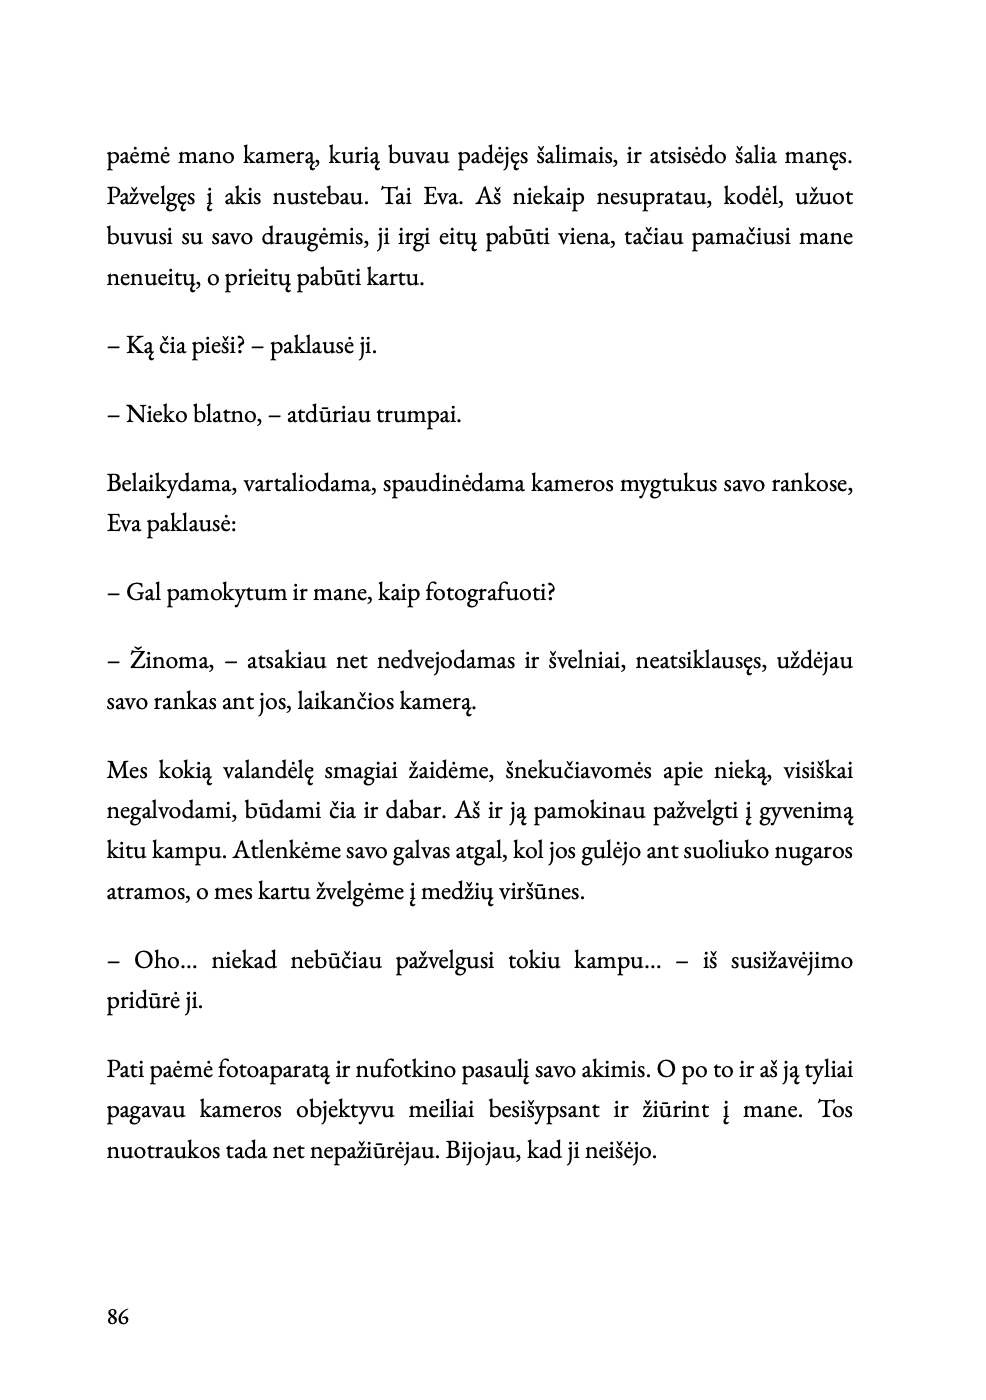 paėmė mano kamerą, kurią buvau padėjęs šalimais, ir atsisėdo šalia manęs.
Pažvelgęs į akis nustebau. Tai Eva. Aš niekaip nesupratau, kodėl, užuot
buvusi su savo draugėmis, ji irgi eitų pabūti viena, tačiau pamačiusi mane
nenueitų, o prieitų pabūti kartu.
– Ką čia pieši? – paklausė ji.
– Nieko blatno, – atdūriau trumpai.
Belaikydama, vartaliodama, spaudinėdama kameros mygtukus savo rankose,
Eva paklausė:
– Gal pamokytum ir mane, kaip fotografuoti?
– Žinoma, – atsakiau net nedvejodamas ir švelniai, neatsiklausęs, uždėjau
savo rankas ant jos, laikančios kamerą.
Mes kokią valandėlę smagiai žaidėme, šnekučiavomės apie nieką, visiškai
negalvodami, būdami čia ir dabar. Aš ir ją pamokinau pažvelgti į gyvenimą
kitu kampu. Atlenkėme savo galvas atgal, kol jos gulėjo ant suoliuko nugaros
atramos, o mes kartu žvelgėme į medžių viršūnes.
– Oho... niekad nebūčiau pažvelgusi tokiu kampu... – iš susižavėjimo
pridūrė ji.
Pati paėmė fotoaparatą ir nufotkino pasaulį savo akimis. O po to ir aš ją tyliai
pagavau kameros objektyvu meiliai besišypsant ir žiūrint į mane. Tos
nuotraukos tada net nepažiūrėjau. Bijojau, kad ji neišėjo.
86